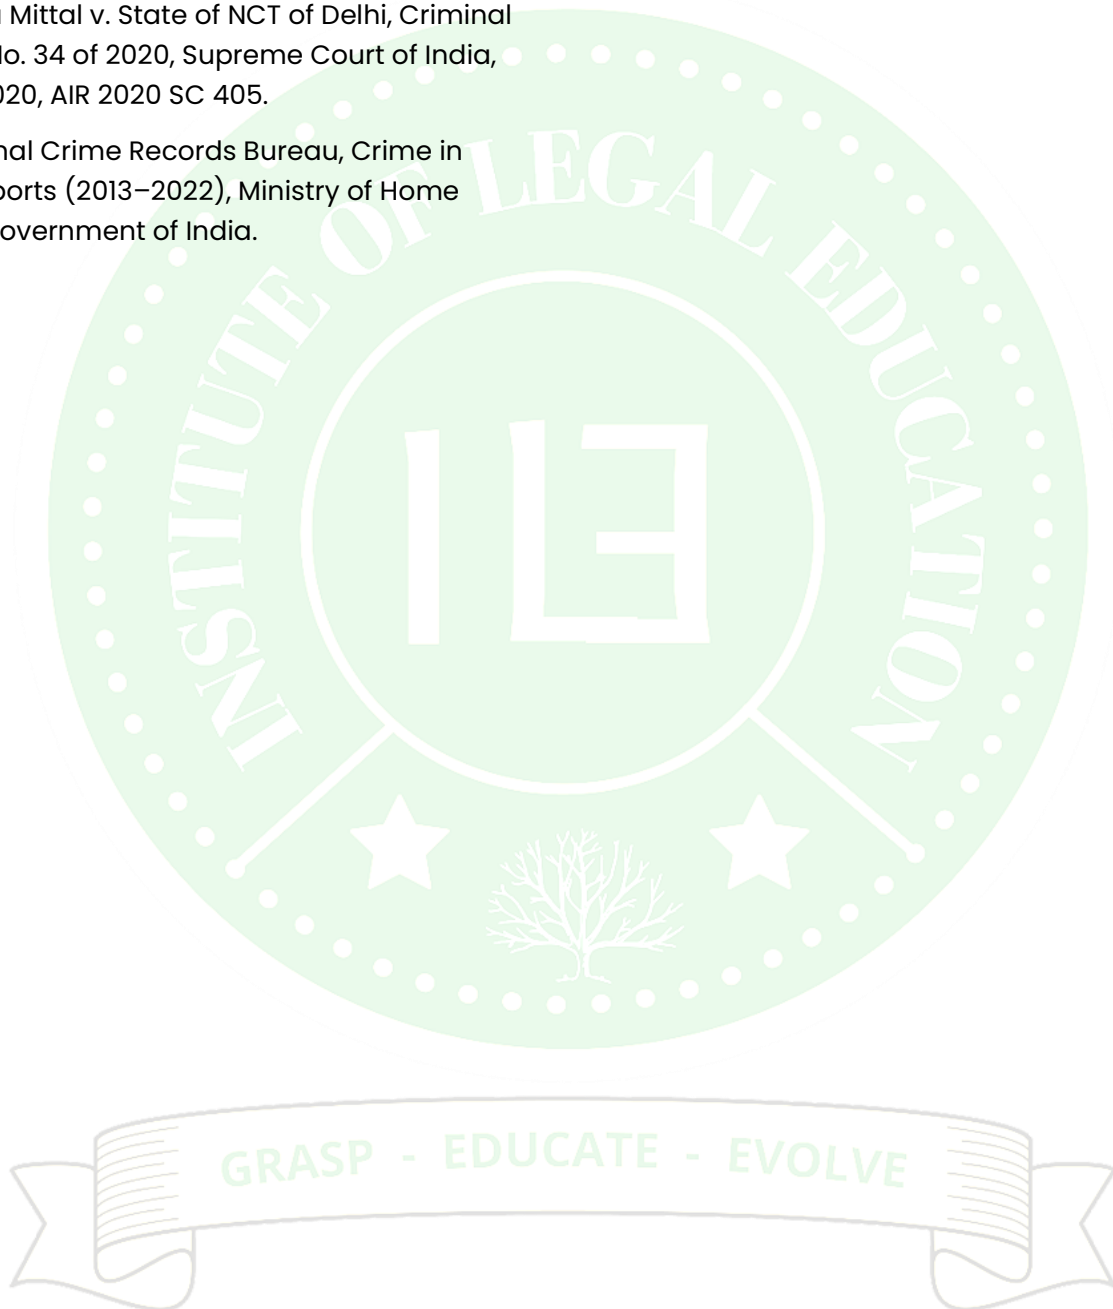 Mittal v. State of NCT of Delhi, Criminal
No. 34 of 2020, Supreme Court of India,
020, AIR 2020 SC 405.
nal Crime Records Bureau, Crime in
ports (2013–2022), Ministry of Home
overnment of India.
INSTITUTE OF LEGAL EDUCATION
ILE
GRASP - EDUCATE - EVOLVE